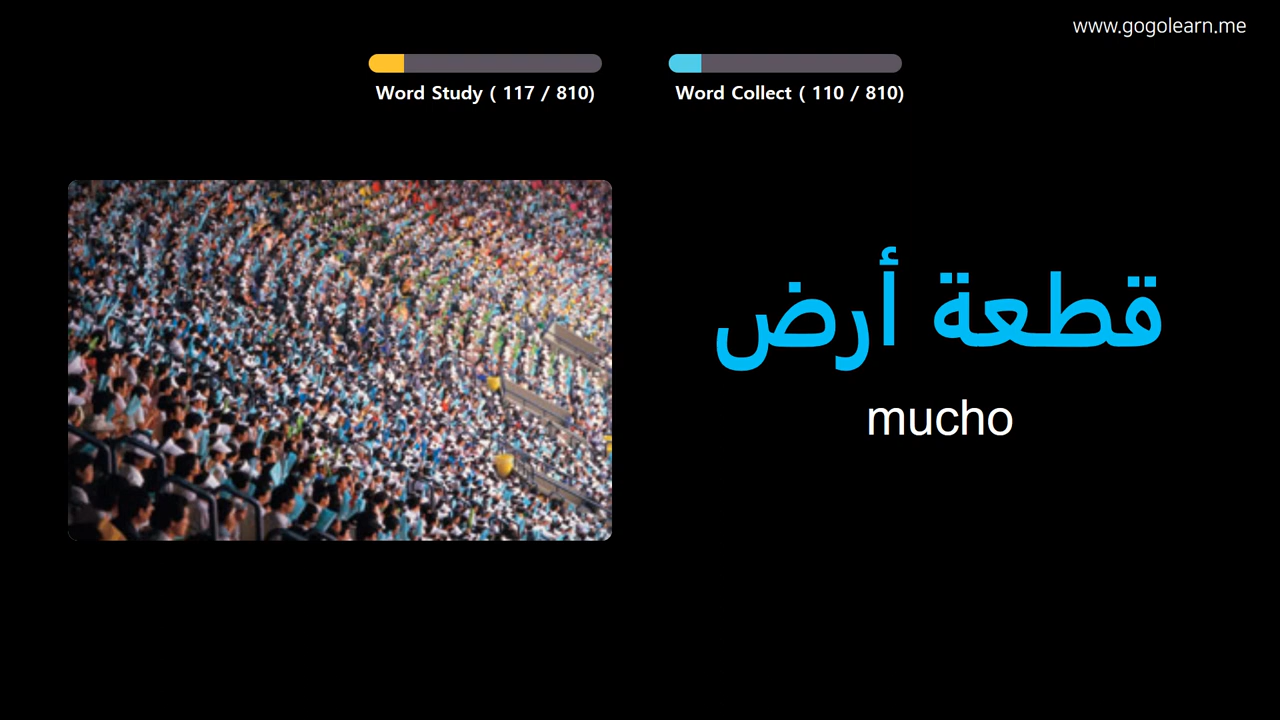 www.gogolearn.me
Word Study ( 117 / 810)
Word Collect ( 110 / 810)
قطعة أرض
mucho